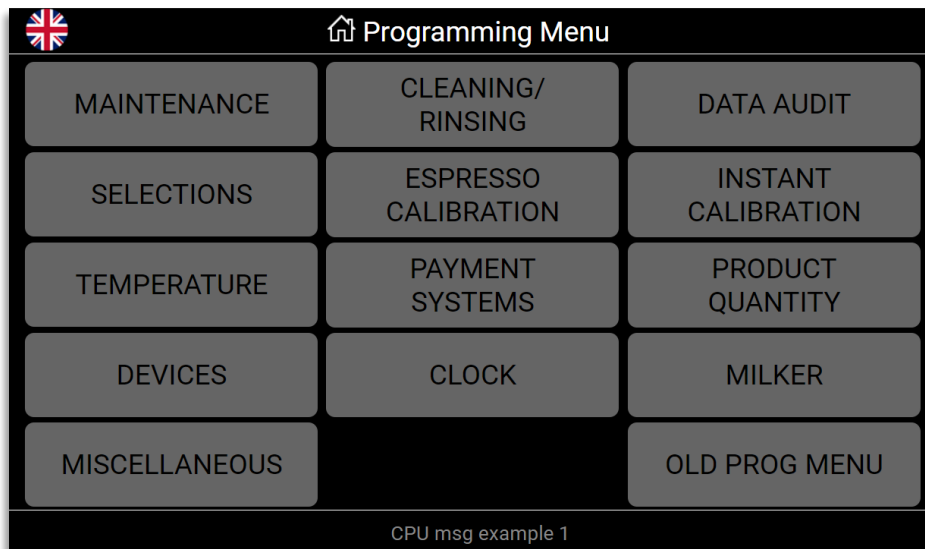 Programming Menu
MAINTENANCE
CLEANING/
RINSING
DATA AUDIT
SELECTIONS
ESPRESSO
CALIBRATION
INSTANT
CALIBRATION
TEMPERATURE
PAYMENT
SYSTEMS
PRODUCT
QUANTITY
DEVICES
CLOCK
MILKER
MISCELLANEOUS
OLD PROG MENU
CPU msg example 1